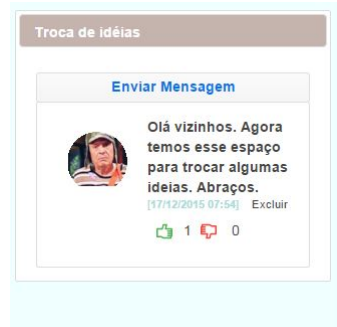 Troca de idéias
Enviar Mensagem
Olá vizinhos. Agora
temos esse espaço
para trocar algumas
ideias. Abraços.
[17/12/2015 07:54] Excluir
1 0